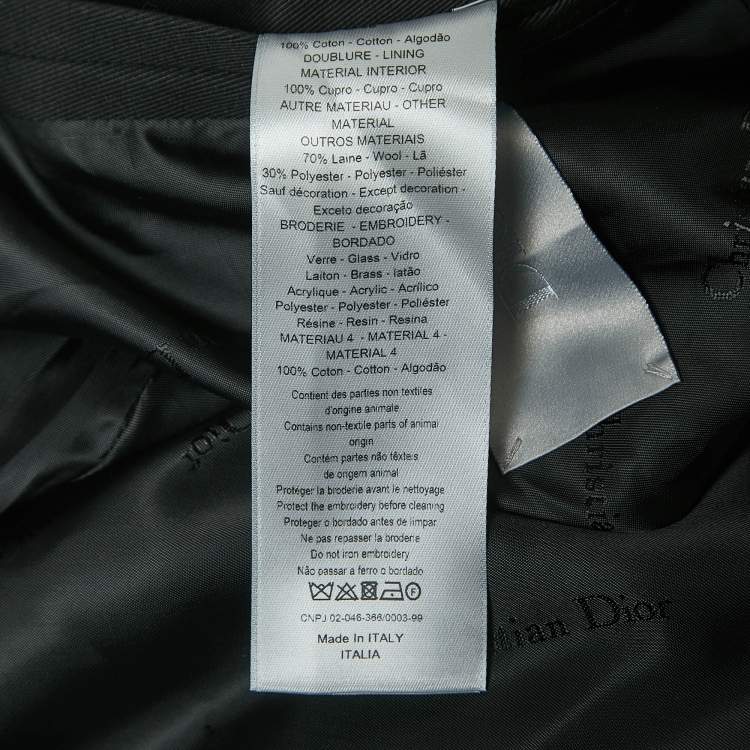 100% Coton - Cotton - Algodão
DOUBLURE - LINING
MATERIAL INTERIOR
100% Cupro - Cupro - Cupro
AUTRE MATERIAU - OTHER
MATERIAL
OUTROS MATERIAIS
70% Laine - Wool - Lã
30% Polyester - Polyester - Poliéster
Sauf décoration - Except decoration -
Exceto decoração
BRODERIE - EMBROIDERY -
BORDADO
Verre - Glass - Vidro
Laiton - Brass - latão
Acrylique - Acrylic - Acrílico
Polyester - Polyester - Poliéster
Résine - Resin - Resina
MATERIAU 4 - MATERIAL 4 -
MATERIAL 4
100% Coton - Cotton - Algodão
Contient des parties non textiles
d'origine animale
Contains non-textile parts of animal
origin
Contém partes não têxteis
de origem animal
Protéger la broderie avant le nettoyage
Protect the embroidery before cleaning
Proteger o bordado antes de limpar
Ne pas repasser la broderie
Do not iron embroidery
Não passar a ferro o bordado
CNPJ 02-046-366/0003-99
Made In ITALY
ITALIA
Chris
Dior
hristia
tian Dior